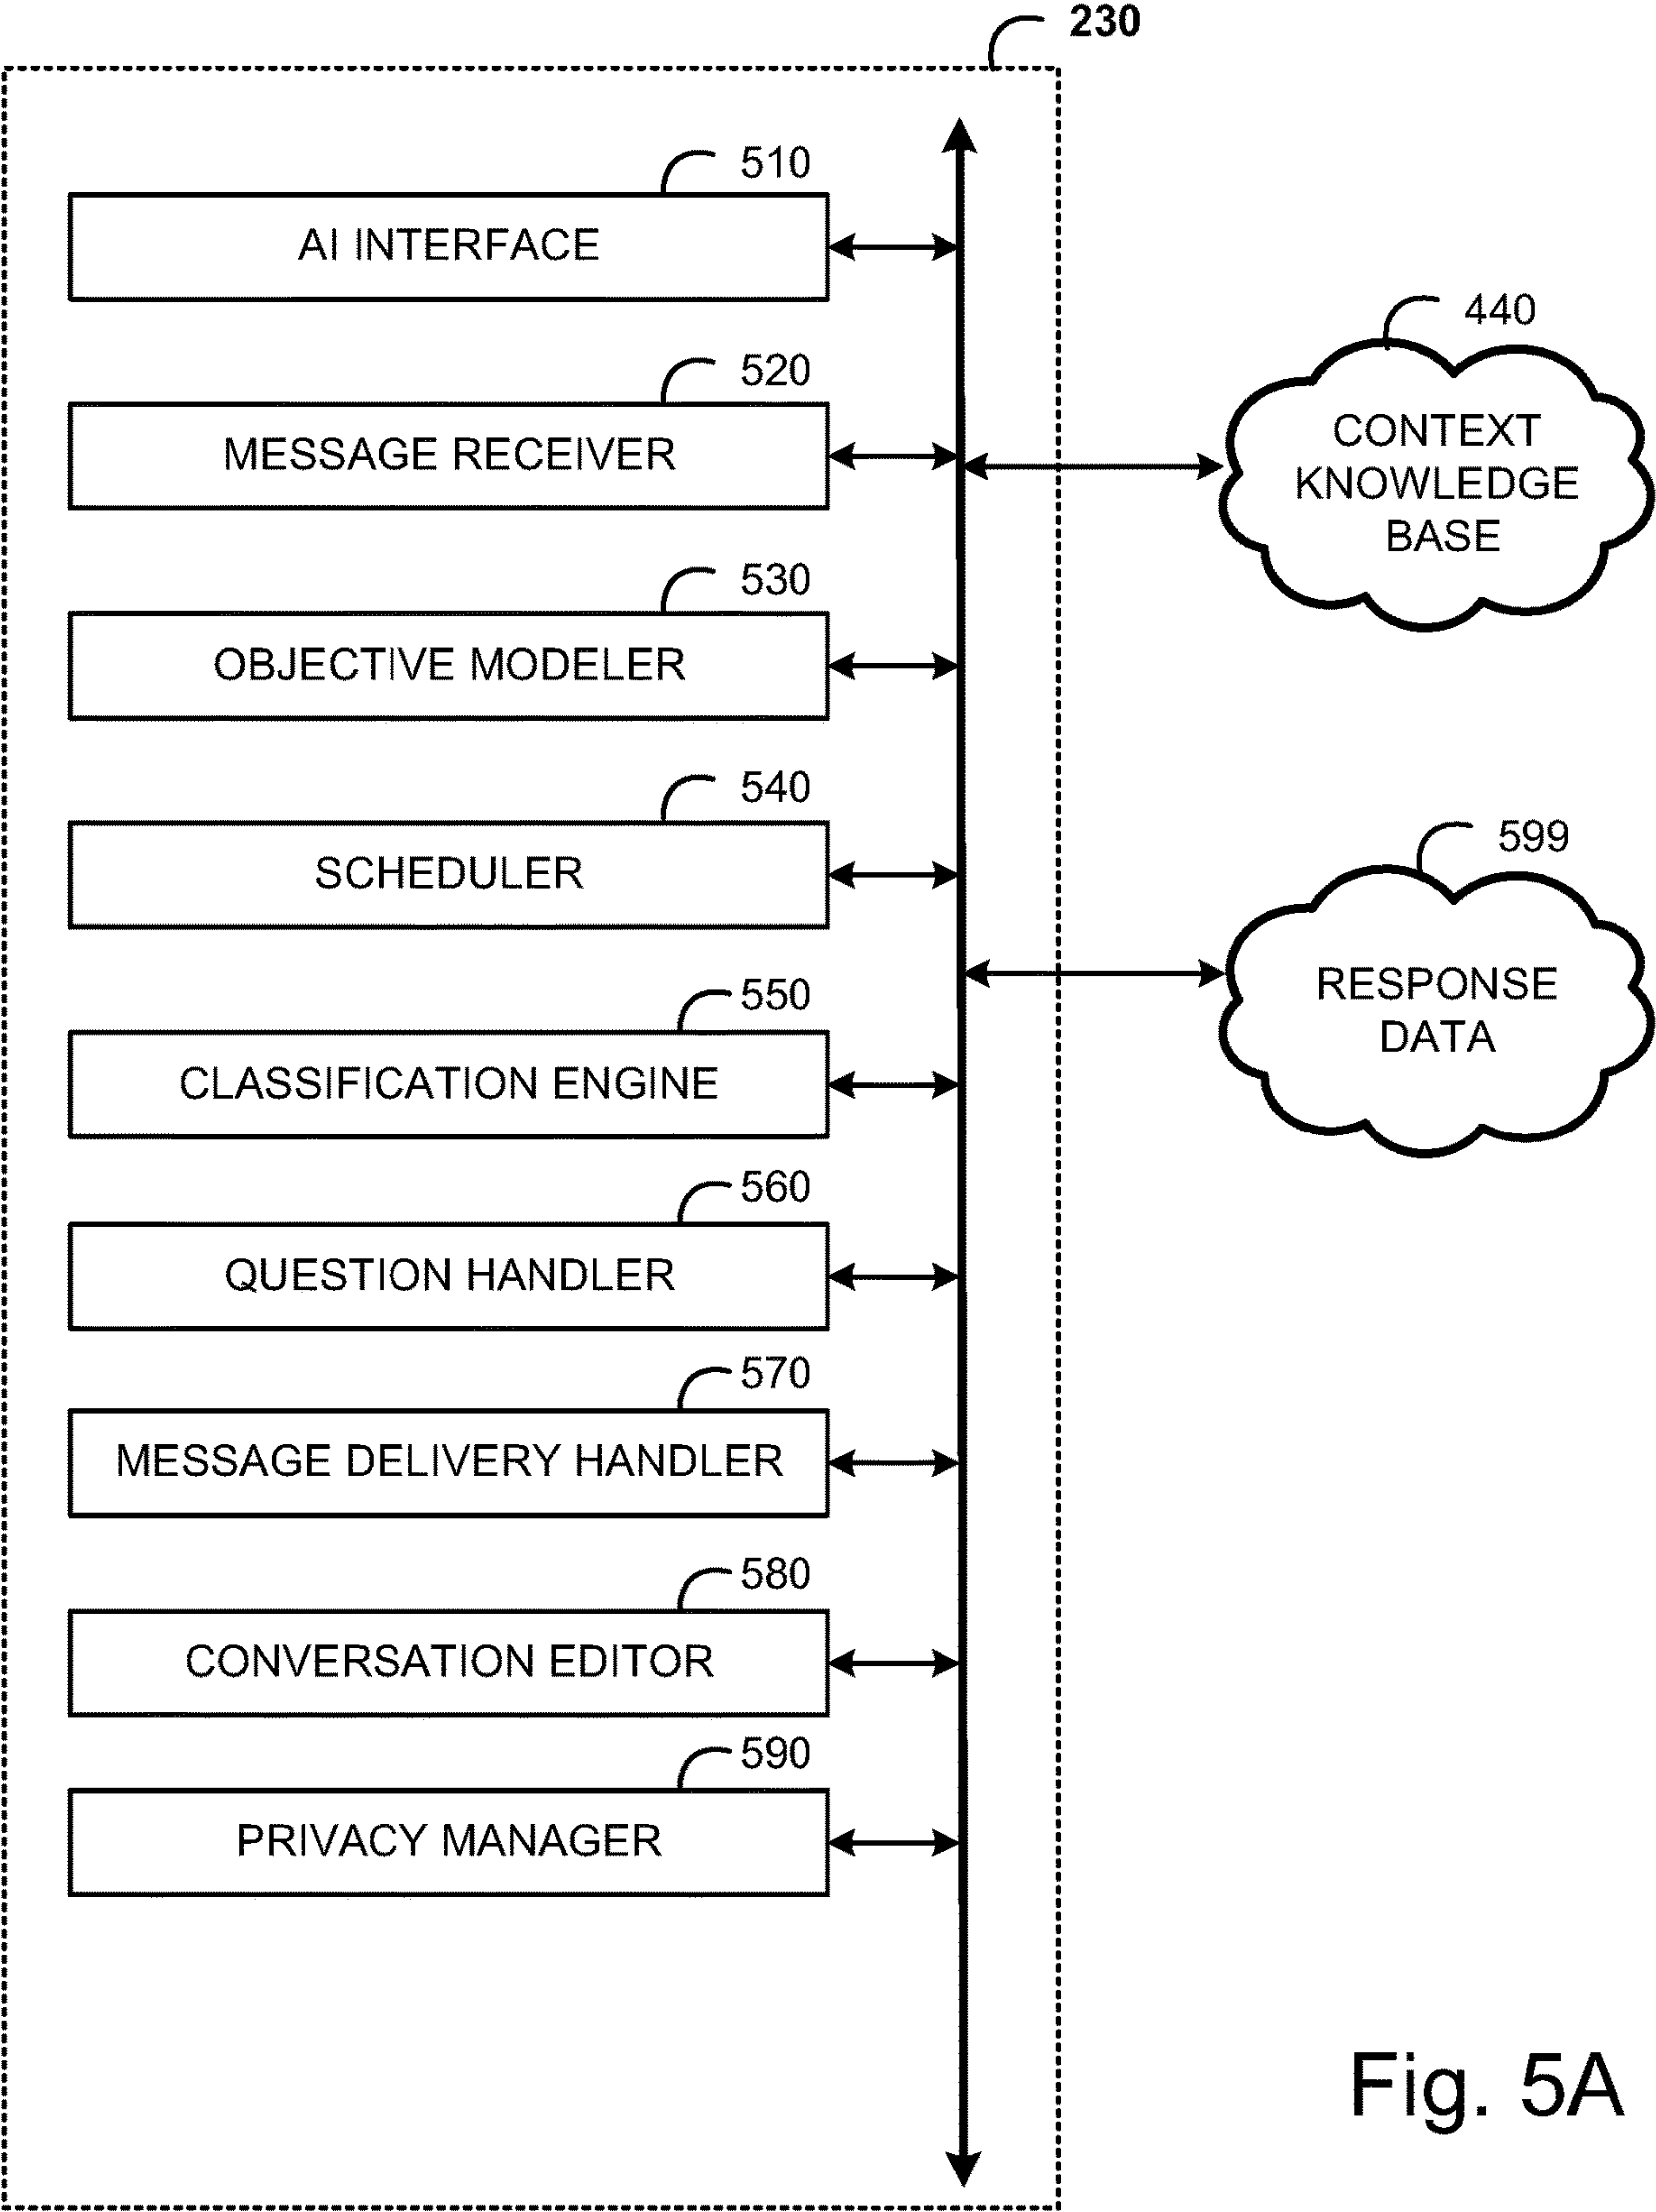 230
510
AI INTERFACE
520
MESSAGE RECEIVER
530
OBJECTIVE MODELER
540
SCHEDULER
550
CLASSIFICATION ENGINE
560
QUESTION HANDLER
570
MESSAGE DELIVERY HANDLER
580
CONVERSATION EDITOR
590
PRIVACY MANAGER
440
CONTEXT
KNOWLEDGE
BASE
599
RESPONSE
DATA
Fig. 5A